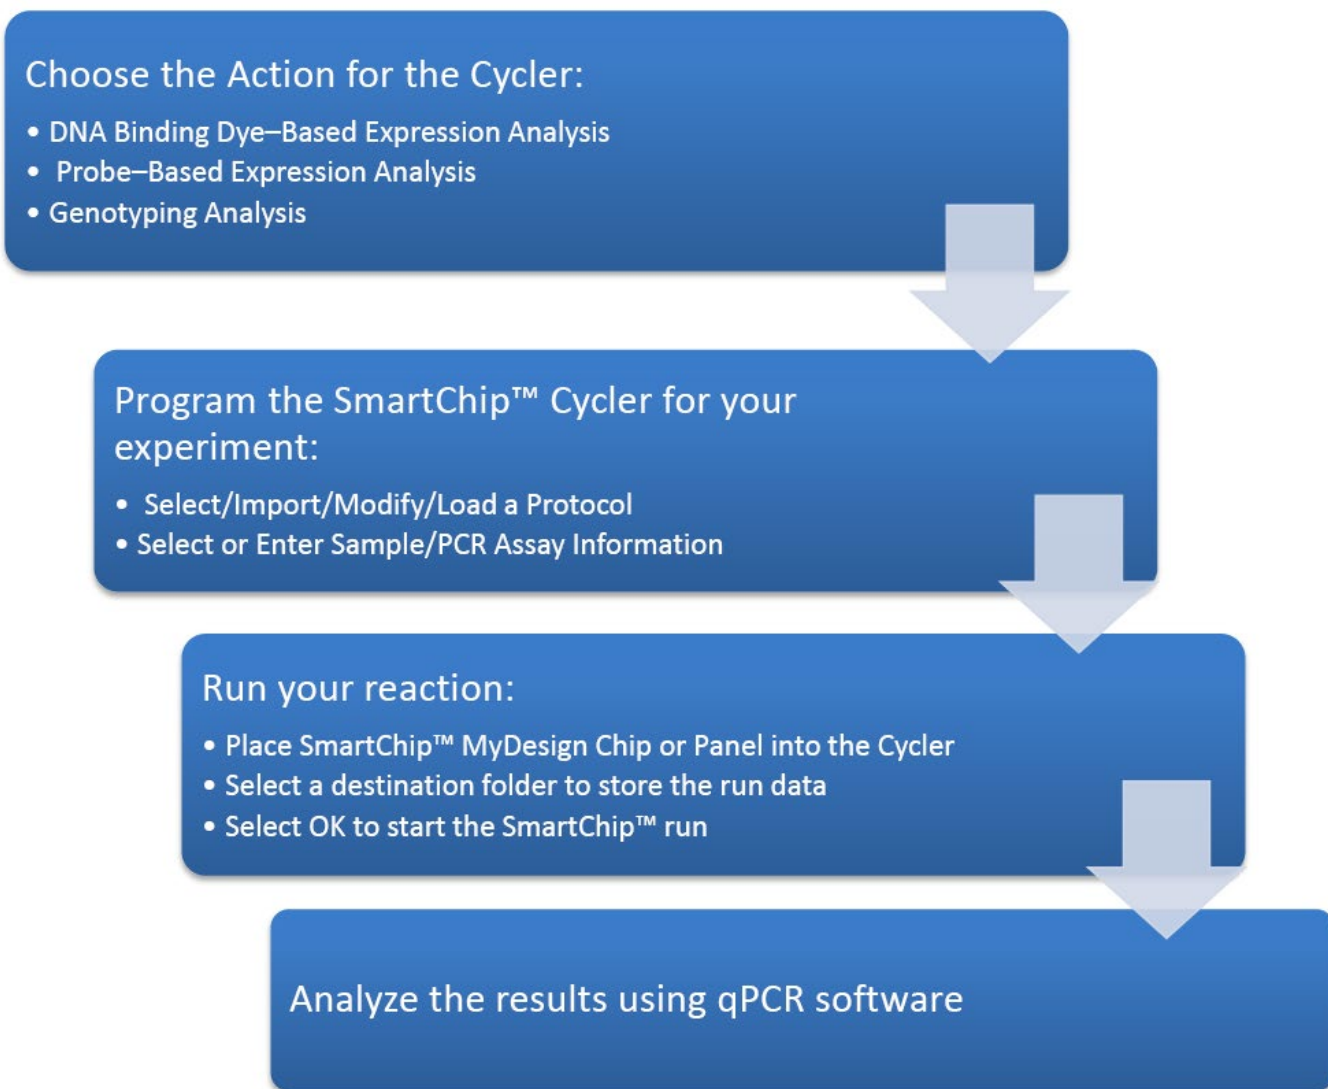 Choose the Action for the Cycler:
• DNA Binding Dye–Based Expression Analysis
• Probe–Based Expression Analysis
• Genotyping Analysis
Program the SmartChip™ Cycler for your
experiment:
• Select/Import/Modify/Load a Protocol
• Select or Enter Sample/PCR Assay Information
Run your reaction:
• Place SmartChip™ MyDesign Chip or Panel into the Cycler
• Select a destination folder to store the run data
• Select OK to start the SmartChip™ run
Analyze the results using qPCR software